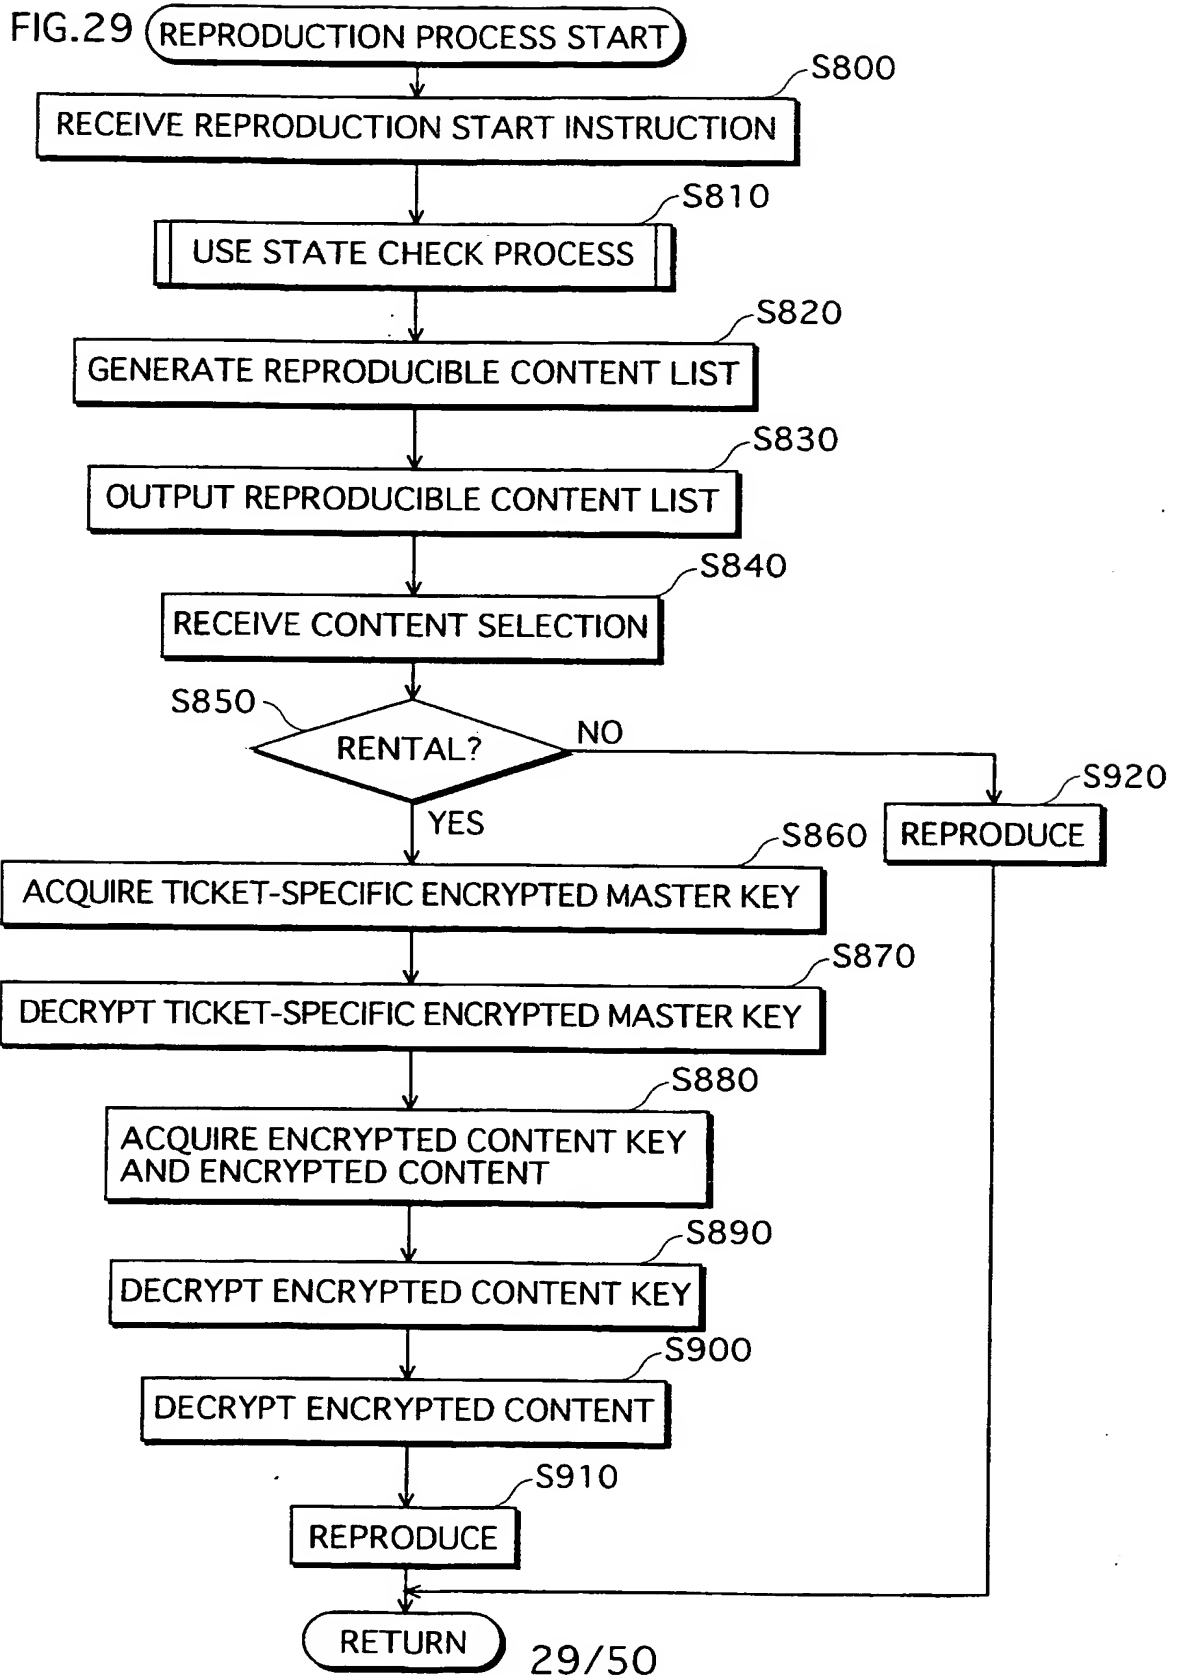 FIG.29
REPRODUCTION PROCESS START
S800
RECEIVE REPRODUCTION START INSTRUCTION
S810
USE STATE CHECK PROCESS
S820
GENERATE REPRODUCIBLE CONTENT LIST
S830
OUTPUT REPRODUCIBLE CONTENT LIST
S840
RECEIVE CONTENT SELECTION
S850
RENTAL?
NO
YES
S920
REPRODUCE
S860
ACQUIRE TICKET-SPECIFIC ENCRYPTED MASTER KEY
S870
DECRYPT TICKET-SPECIFIC ENCRYPTED MASTER KEY
S880
ACQUIRE ENCRYPTED CONTENT KEY
AND ENCRYPTED CONTENT
S890
DECRYPT ENCRYPTED CONTENT KEY
S900
DECRYPT ENCRYPTED CONTENT
S910
REPRODUCE
RETURN
29/50